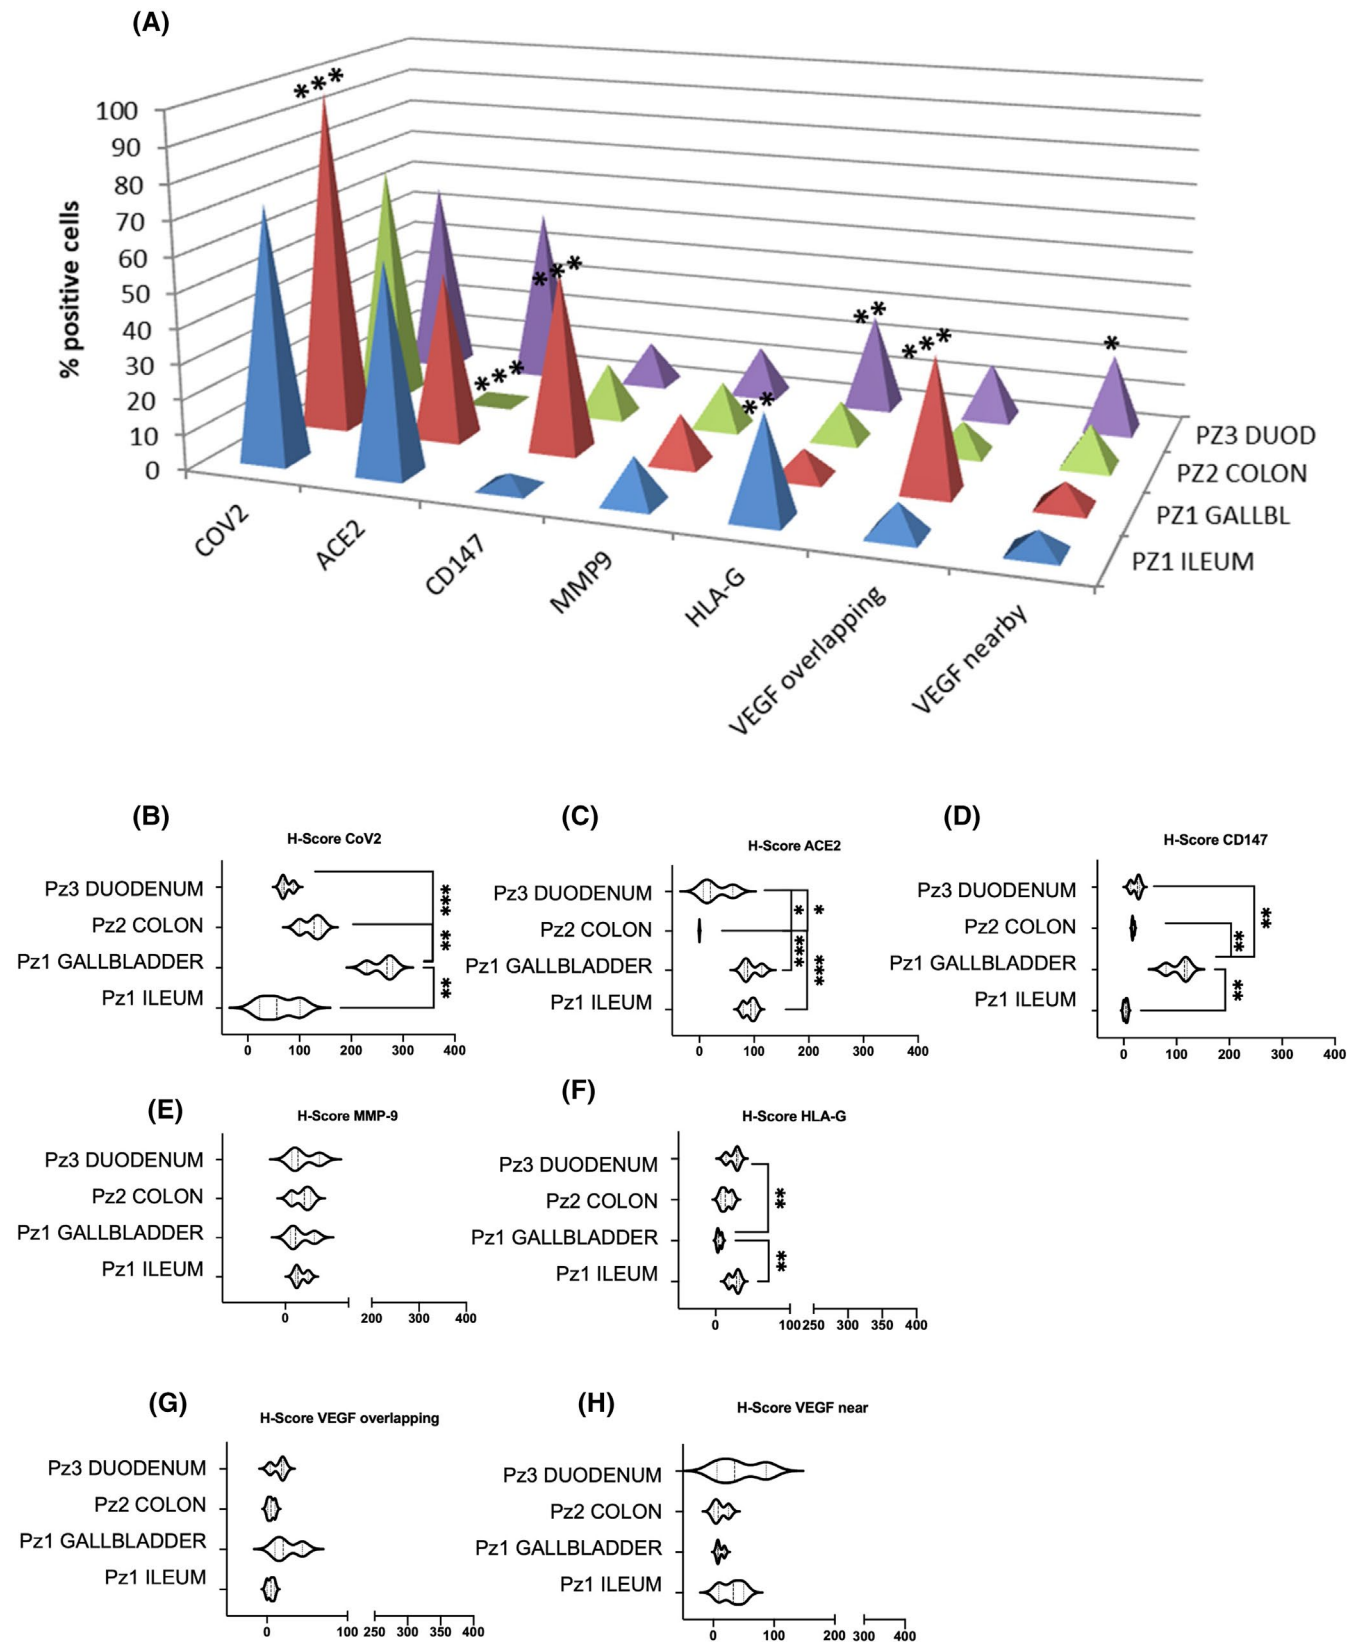 (A)
***
100
90
80
70
60
50
40
30
20
10
0
% positive cells
***
***
**
**
***
*
PZ3 DUOD
PZ2 COLON
PZ1 GALLBL
PZ1 ILEUM
COV2
ACE2
CD147
MMP9
HLA-G
VEGF overlapping
VEGF nearby
(B)
H-Score CoV2
Pz3 DUODENUM
Pz2 COLON
Pz1 GALLBLADDER
Pz1 ILEUM
***
**
**
0 100 200 300 400
(C)
H-Score ACE2
Pz3 DUODENUM
Pz2 COLON
Pz1 GALLBLADDER
Pz1 ILEUM
* *
*** ***
0 100 200 300 400
(D)
H-Score CD147
Pz3 DUODENUM
Pz2 COLON
Pz1 GALLBLADDER
Pz1 ILEUM
**
**
**
0 100 200 300 400
(E)
H-Score MMP-9
Pz3 DUODENUM
Pz2 COLON
Pz1 GALLBLADDER
Pz1 ILEUM
0 200 300 400
(F)
H-Score HLA-G
Pz3 DUODENUM
Pz2 COLON
Pz1 GALLBLADDER
Pz1 ILEUM
**
**
0 100 250 300 350 400
(G)
H-Score VEGF overlapping
Pz3 DUODENUM
Pz2 COLON
Pz1 GALLBLADDER
Pz1 ILEUM
0 100 250 300 350 400
(H)
H-Score VEGF near
Pz3 DUODENUM
Pz2 COLON
Pz1 GALLBLADDER
Pz1 ILEUM
0 100 200 300 400